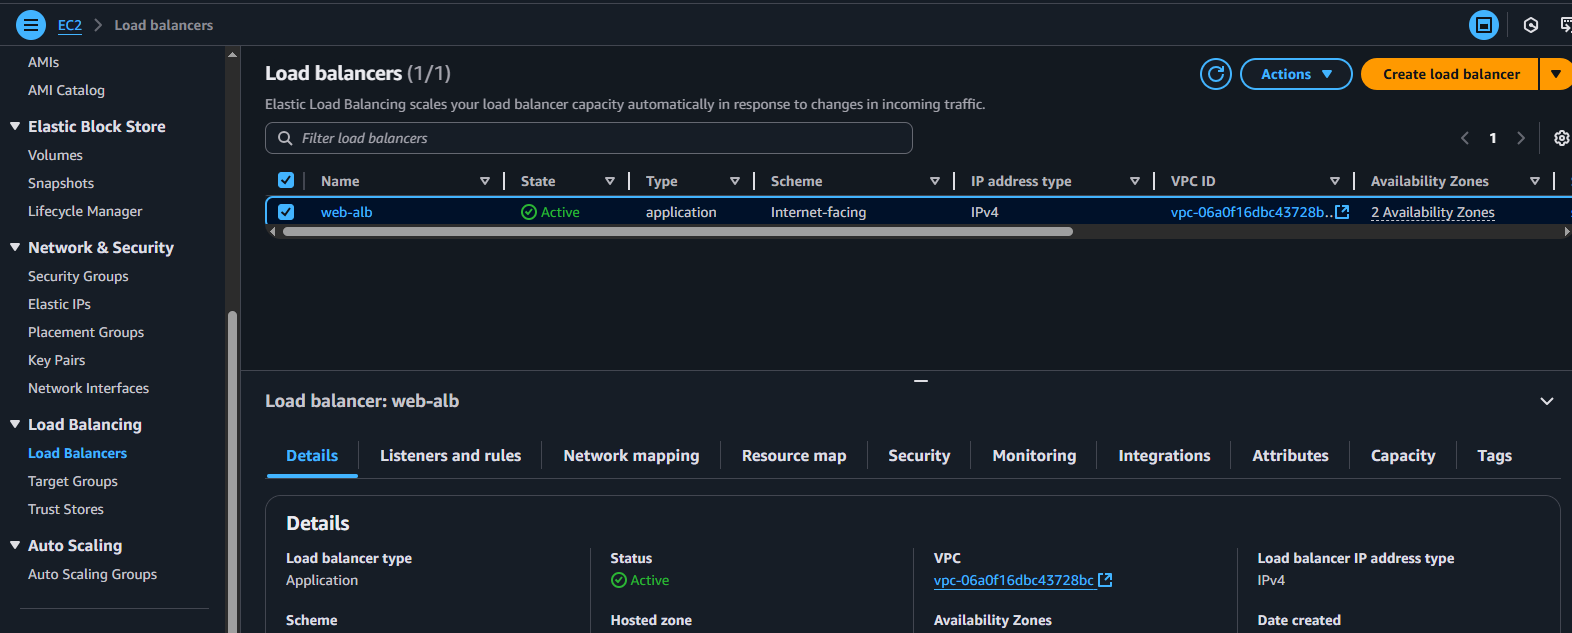 EC2 > Load balancers
AMIs
AMI Catalog
Elastic Block Store
Volumes
Snapshots
Lifecycle Manager
Network & Security
Security Groups
Elastic IPs
Placement Groups
Key Pairs
Network Interfaces
Load Balancing
Load Balancers
Target Groups
Trust Stores
Auto Scaling
Auto Scaling Groups
Load balancers (1/1)
Actions
Create load balancer
Elastic Load Balancing scales your load balancer capacity automatically in response to changes in incoming traffic.
Filter load balancers
1
Name State Type Scheme IP address type VPC ID Availability Zones
web-alb Active application Internet-facing IPv4 vpc-06a0f16dbc43728b... 2 Availability Zones
Load balancer: web-alb
Details Listeners and rules Network mapping Resource map Security Monitoring Integrations Attributes Capacity Tags
Details
Load balancer type Status VPC Load balancer IP address type
Application Active vpc-06a0f16dbc43728bc IPv4
Scheme Hosted zone Availability Zones Date created